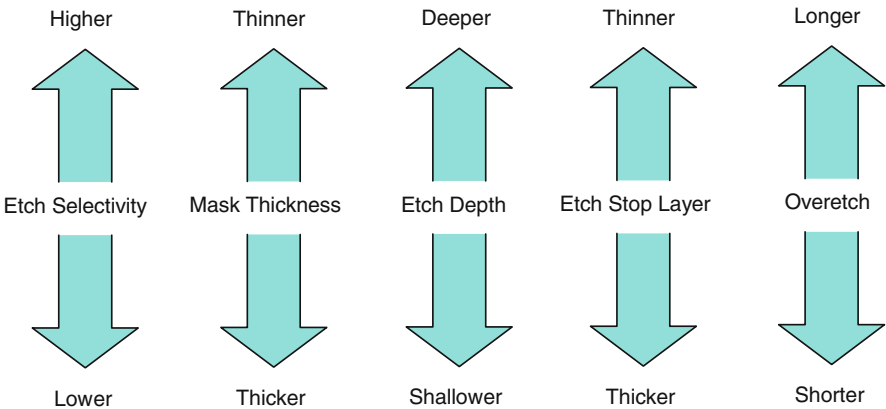 Higher Thinner Deeper Thinner Longer
Etch Selectivity Mask Thickness Etch Depth Etch Stop Layer Overetch
Lower Thicker Shallower Thicker Shorter